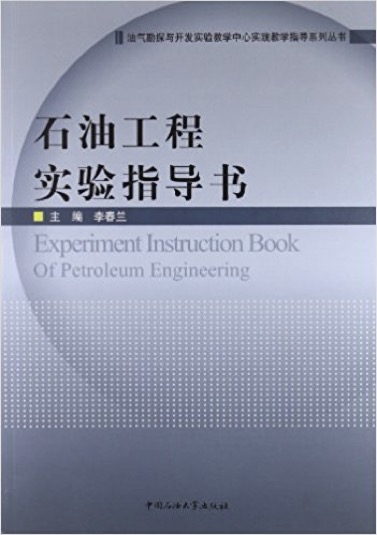 油气勘探与开发实验教学中心实践教学指导系列丛书
石油工程
实验指导书
主 编 李春兰
Experiment Instruction Book
Of Petroleum Engineering
中国石油大学出版社